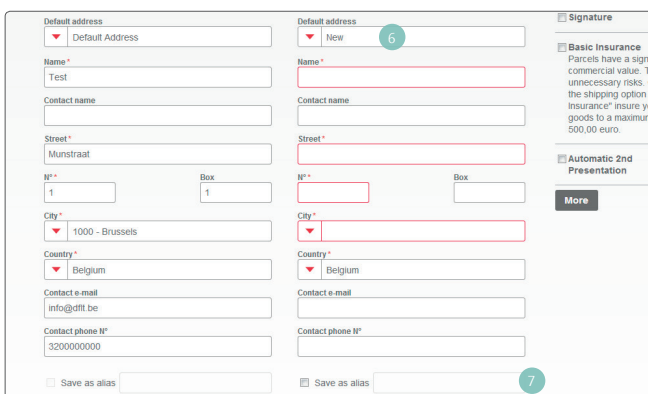 Default address
Default Address
Name *
Test
Contact name
Street *
Munstraat
N° *
Box
1
1
City *
1000 - Brussels
Country *
Belgium
Contact e-mail
info@dflt.be
Contact phone N°
3200000000
Save as alias
Default address
New
6
Name *
Contact name
Street *
N° *
Box
City *
Country *
Belgium
Contact e-mail
Contact phone N°
Save as alias
7
Signature
Basic Insurance
Parcels have a sign
commercial value. T
unnecessary risks.
the shipping option
Insurance" insure y
goods to a maximu
500,00 euro.
Automatic 2nd
Presentation
More